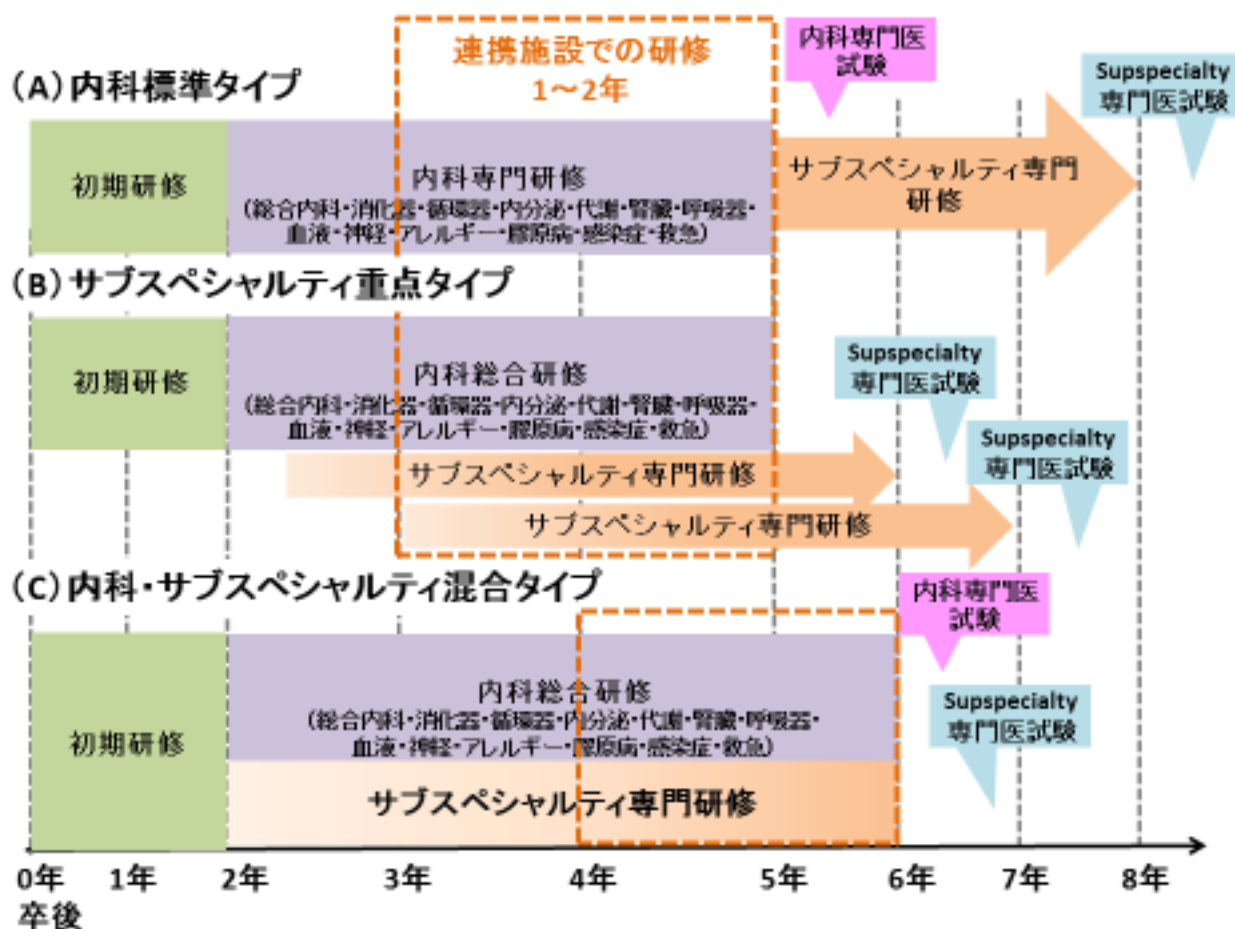 連携施設での研修
1～2年
内科専門医
試験
Supspecialty
専門医試験
(A)内科標準タイプ
初期研修
内科専門研修
(総合内科・消化器・循環器・内分泌・代謝・腎臓・呼吸器・
血液・神経・アレルギー・膠原病・感染症・救急)
サブスペシャルティ専門
研修
(B)サブスペシャルティ重点タイプ
初期研修
内科総合研修
(総合内科・消化器・循環器・内分泌・代謝・腎臓・呼吸器・
血液・神経・アレルギー・膠原病・感染症・救急)
Supspecialty
専門医試験
Supspecialty
専門医試験
サブスペシャルティ専門研修
サブスペシャルティ専門研修
(C)内科・サブスペシャルティ混合タイプ
内科専門医
試験
初期研修
内科総合研修
(総合内科・消化器・循環器・内分泌・代謝・腎臓・呼吸器・
血液・神経・アレルギー・膠原病・感染症・救急)
Supspecialty
専門医試験
サブスペシャルティ専門研修
0年 1年 2年 3年 4年 5年 6年 7年 8年
卒後